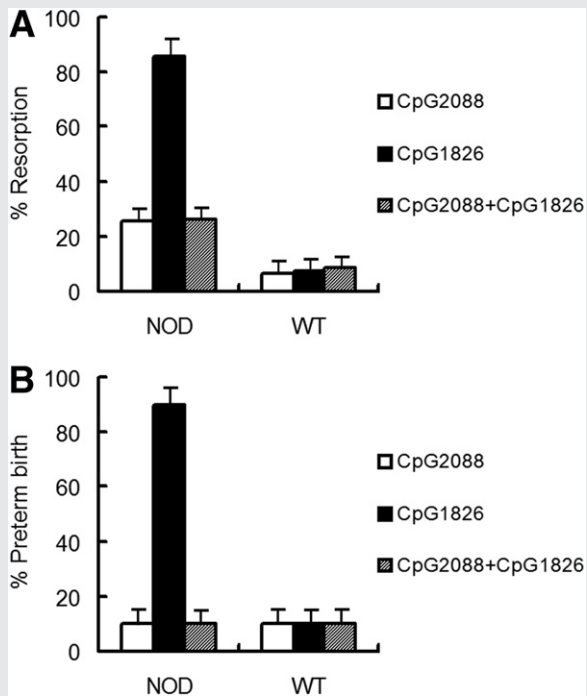 A
100
80
60
40
20
0
% Resorption
NOD WT
CpG2088
CpG1826
CpG2088+CpG1826
B
100
80
60
40
20
0
% Preterm birth
NOD WT
CpG2088
CpG1826
CpG2088+CpG1826